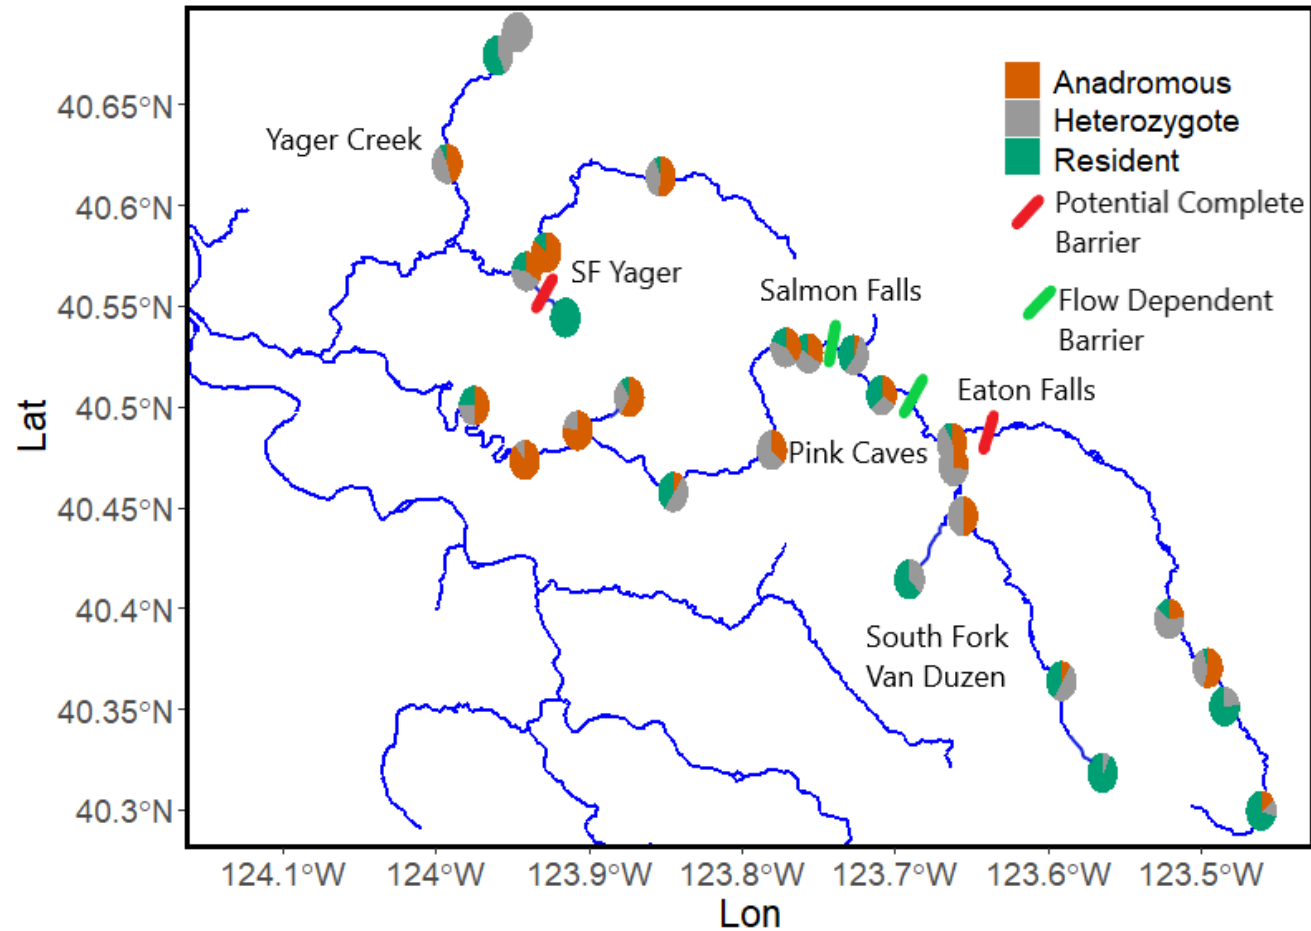 Anadromous
Heterozygote
Resident
Potential Complete
Barrier
Flow Dependent
Barrier
Yager Creek
SF Yager
Salmon Falls
Eaton Falls
Pink Caves
South Fork
Van Duzen
40.65°N
40.6°N
40.55°N
40.5°N
40.45°N
40.4°N
40.35°N
40.3°N
Lat
124.1°W
124°W
123.9°W
123.8°W
123.7°W
123.6°W
123.5°W
Lon